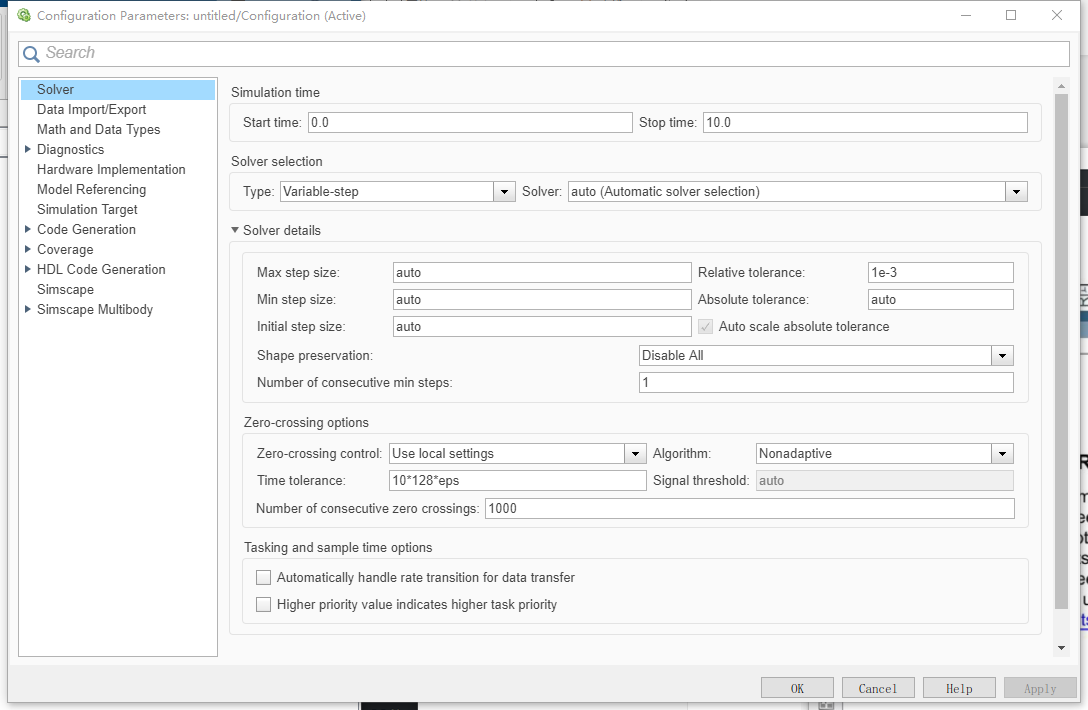 Configuration Parameters: untitled/Configuration (Active)
Search
Solver
Data Import/Export
Math and Data Types
Diagnostics
Hardware Implementation
Model Referencing
Simulation Target
Code Generation
Coverage
HDL Code Generation
Simscape
Simscape Multibody
Simulation time
Start time: 0.0 Stop time: 10.0
Solver selection
Type: Variable-step Solver: auto (Automatic solver selection)
Solver details
Max step size: auto Relative tolerance: 1e-3
Min step size: auto Absolute tolerance: auto
Initial step size: auto Auto scale absolute tolerance
Shape preservation: Disable All
Number of consecutive min steps: 1
Zero-crossing options
Zero-crossing control: Use local settings Algorithm: Nonadaptive
Time tolerance: 10*128*eps Signal threshold: auto
Number of consecutive zero crossings: 1000
Tasking and sample time options
Automatically handle rate transition for data transfer
Higher priority value indicates higher task priority
OK Cancel Help Apply